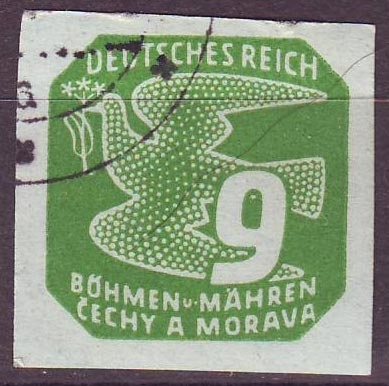 DEUTSCHES REICH
9
BÖHMEN u. MÄHREN
ČECHY A MORAVA